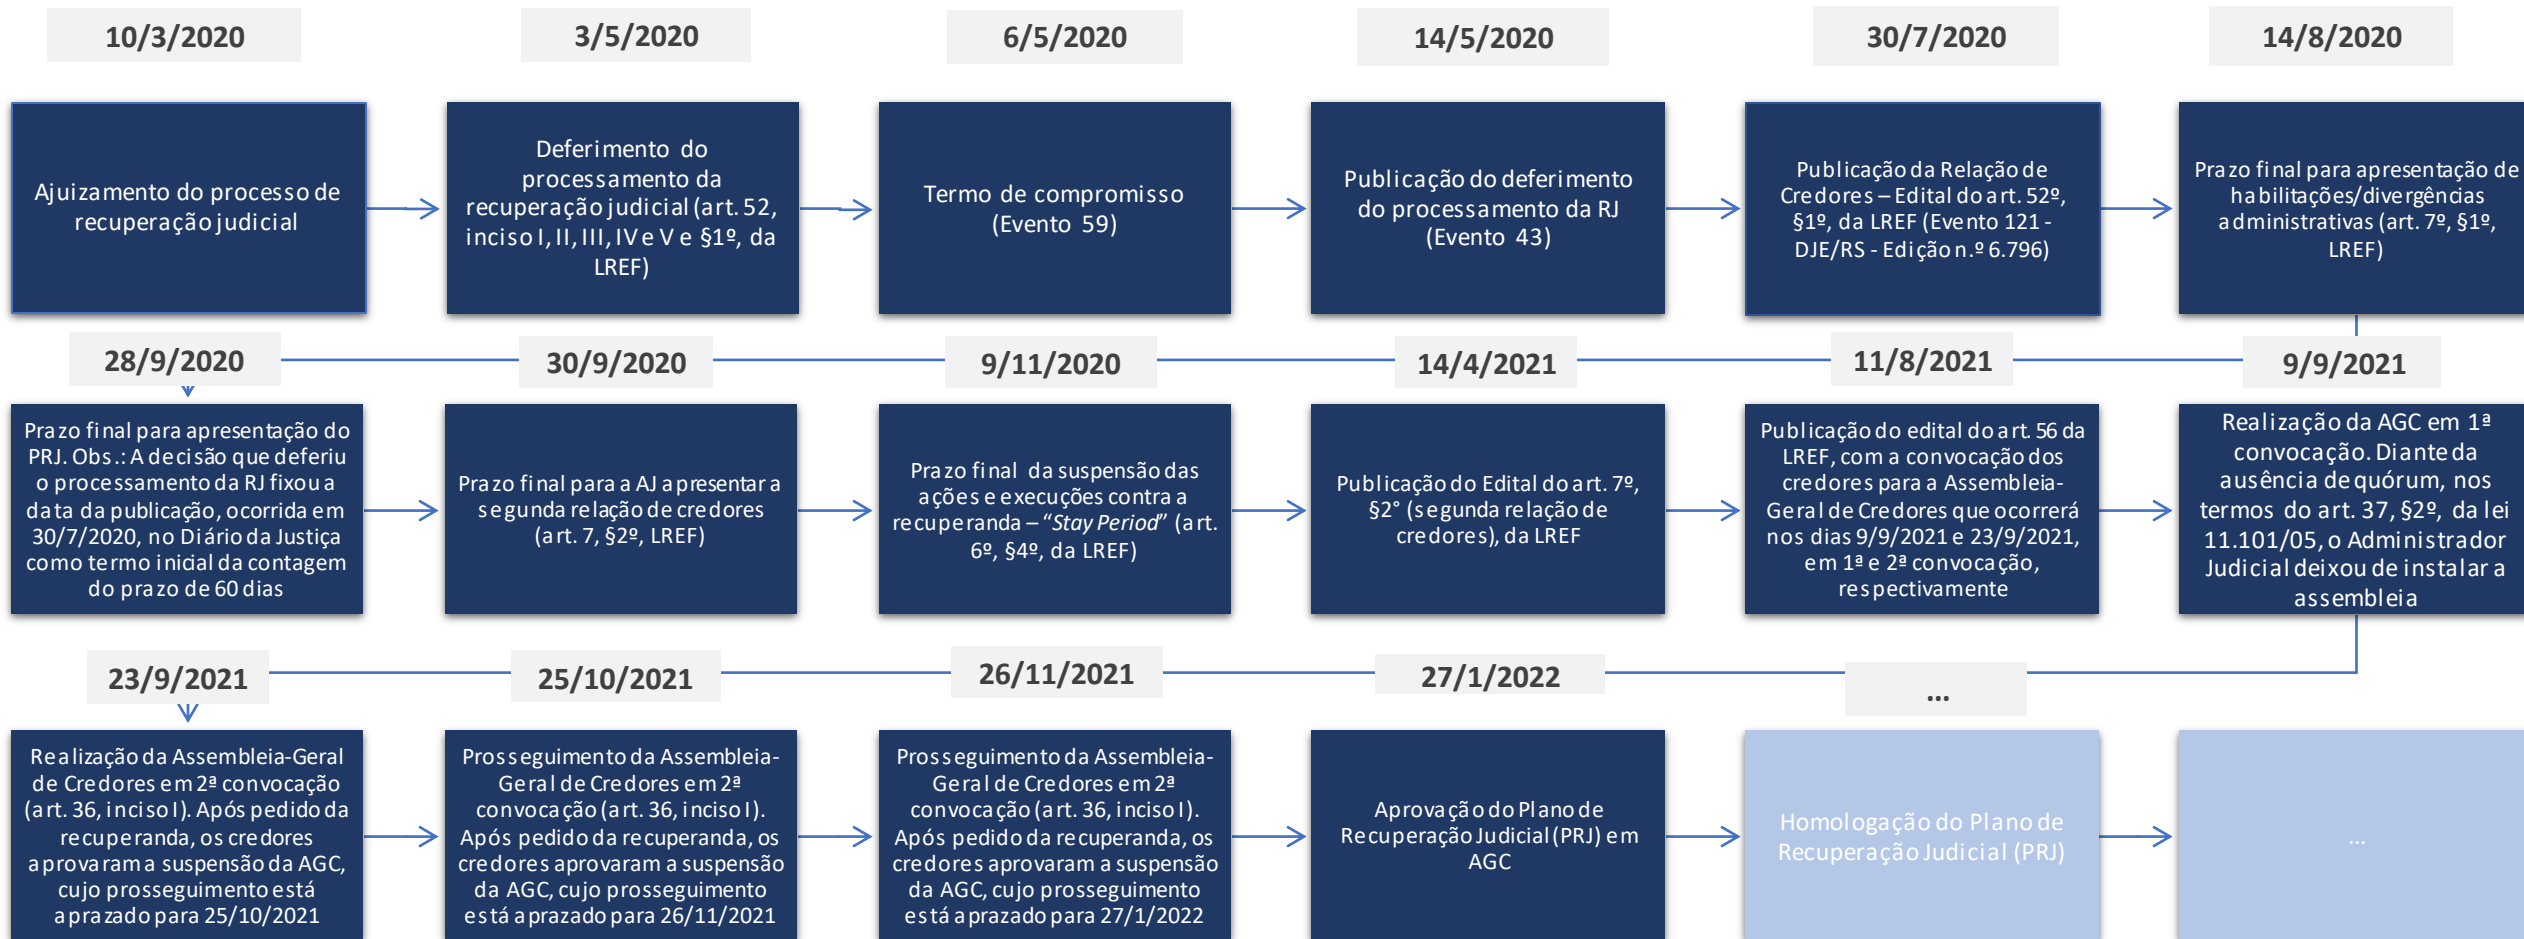 10/3/2020
3/5/2020
6/5/2020
14/5/2020
30/7/2020
14/8/2020
Ajuizamento do processo de
recuperação judicial
Deferimento do
processamento da
recuperação judicial (art. 52,
inciso I, II, III, IV e V e §1º, da
LREF)
Termo de compromisso
(Evento 59)
Publicação do deferimento
do processamento da RJ
(Evento 43)
Publicação da Relação de
Credores – Edital do art. 52º,
§1º, da LREF (Evento 121 -
DJE/RS - Edição n.º 6.796)
Prazo final para apresentação de
habilitações/divergências
administrativas (art. 7º, §1º,
LREF)
28/9/2020
30/9/2020
9/11/2020
14/4/2021
11/8/2021
9/9/2021
Prazo final para apresentação do
PRJ. Obs.: A decisão que deferiu
o processamento da RJ fixou a
data da publicação, ocorrida em
30/7/2020, no Diário da Justiça
como termo inicial da contagem
do prazo de 60 dias
Prazo final para a AJ apresentar a
segunda relação de credores
(art. 7, §2º, LREF)
Prazo final da suspensão das
ações e execuções contra a
recuperanda – “Stay Period” (art.
6º, §4º, da LREF)
Publicação do Edital do art. 7º,
§2° (segunda relação de
credores), da LREF
Publicação do edital do art. 56 da
LREF, com a convocação dos
credores para a Assembleia-
Geral de Credores que ocorrerá
nos dias 9/9/2021 e 23/9/2021,
em 1ª e 2ª convocação,
respectivamente
Realização da AGC em 1ª
convocação. Diante da
ausência de quórum, nos
termos do art. 37, §2º, da lei
11.101/05, o Administrador
Judicial deixou de instalar a
assembleia
23/9/2021
25/10/2021
26/11/2021
27/1/2022
...
Realização da Assembleia-Geral
de Credores em 2ª convocação
(art. 36, inciso I). Após pedido da
recuperanda, os credores
aprovaram a suspensão da AGC,
cujo prosseguimento está
aprazado para 25/10/2021
Prosseguimento da Assembleia-
Geral de Credores em 2ª
convocação (art. 36, inciso I).
Após pedido da recuperanda, os
credores aprovaram a suspensão
da AGC, cujo prosseguimento
está aprazado para 26/11/2021
Prosseguimento da Assembleia-
Geral de Credores em 2ª
convocação (art. 36, inciso I).
Após pedido da recuperanda, os
credores aprovaram a suspensão
da AGC, cujo prosseguimento
está aprazado para 27/1/2022
Aprovação do Plano de
Recuperação Judicial (PRJ) em
AGC
Homologação do Plano de
Recuperação Judicial (PRJ)
...